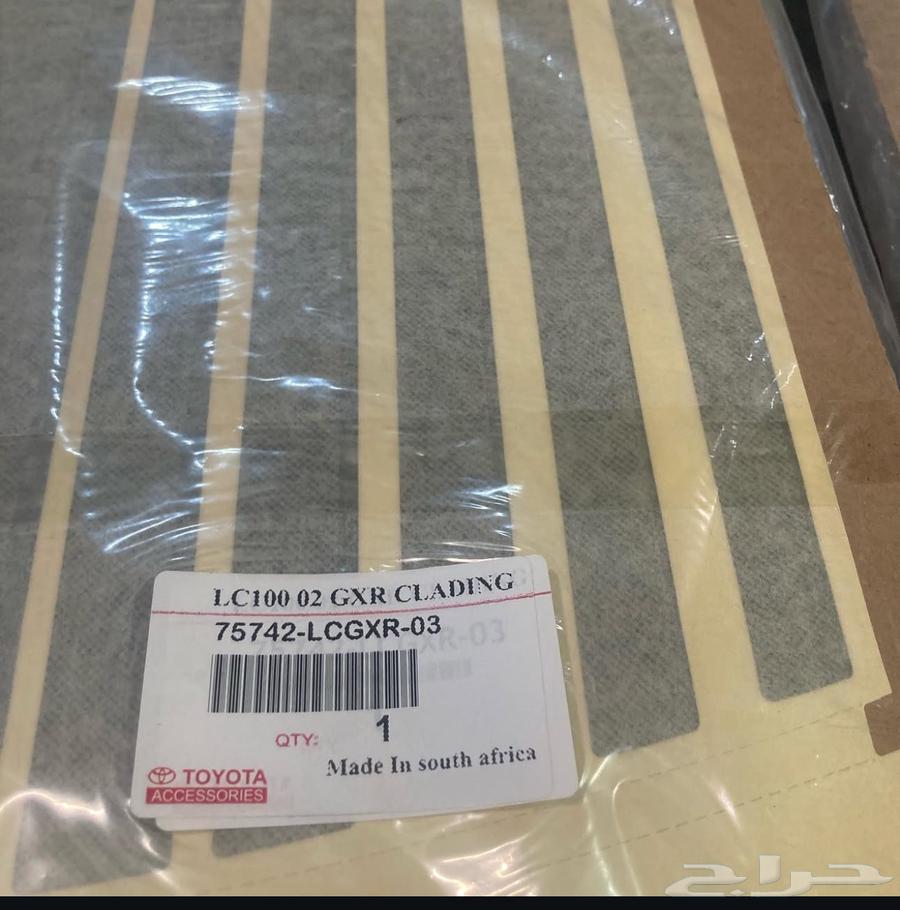 LC100 02 GXR CLADING
75742-LCGXR-03
QTY: 1
Made In south africa
TOYOTA
ACCESSORIES
حراج